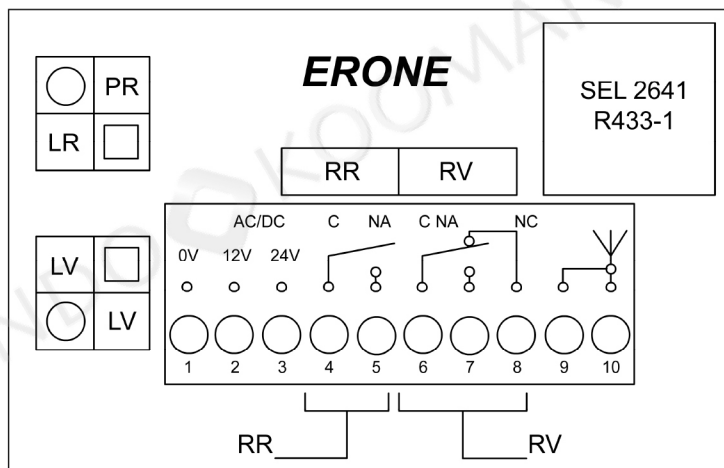 ERONE
PR
LR
SEL 2641
R433-1
RR RV
AC/DC C NA C NA NC
0V 12V 24V
LV
LV
1 2 3 4 5 6 7 8 9 10
RR RV